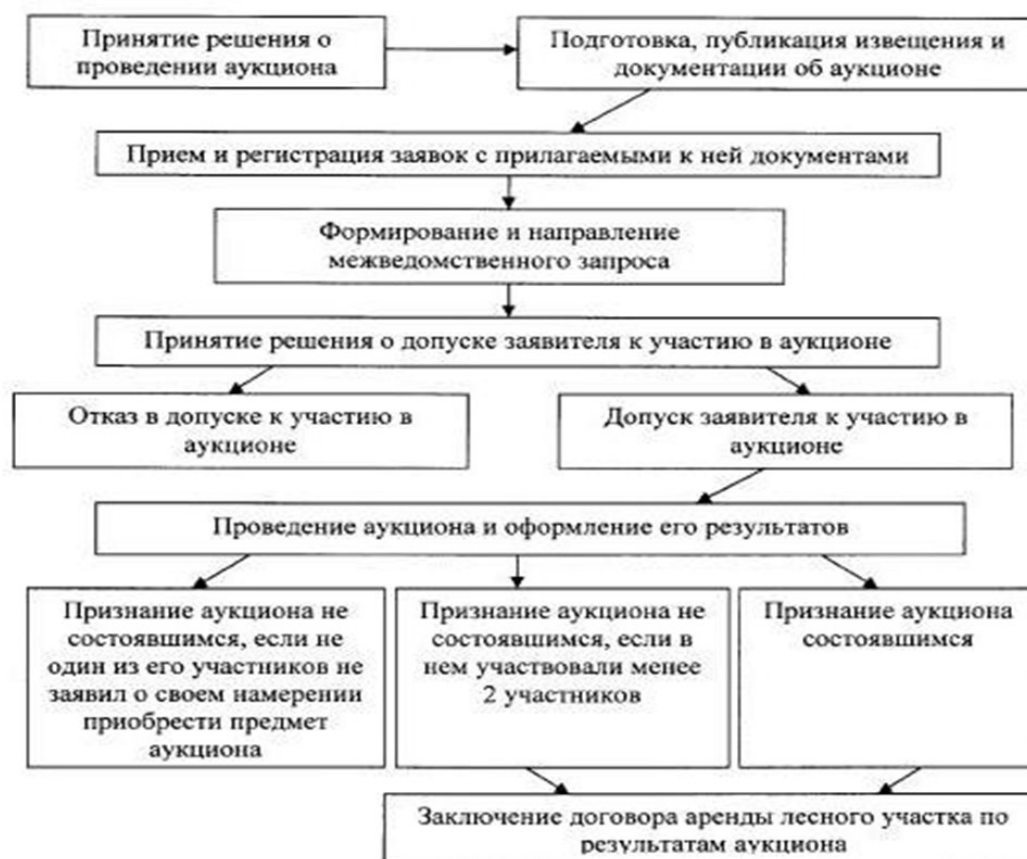 Принятие решения о
проведении аукциона
Подготовка, публикация извещения и
документации об аукционе
Прием и регистрация заявок с прилагаемыми к ней документами
Формирование и направление
межведомственного запроса
Принятие решения о допуске заявителя к участию в аукционе
Отказ в допуске к участию в
аукционе
Допуск заявителя к участию в
аукционе
Проведение аукциона и оформление его результатов
Признание аукциона не
состоявшимся, если не
один из его участников не
заявил о своем намерении
приобрести предмет
аукциона
Признание аукциона не
состоявшимся, если в
нем участвовали менее
2 участников
Признание аукциона
состоявшимся
Заключение договора аренды лесного участка по
результатам аукциона